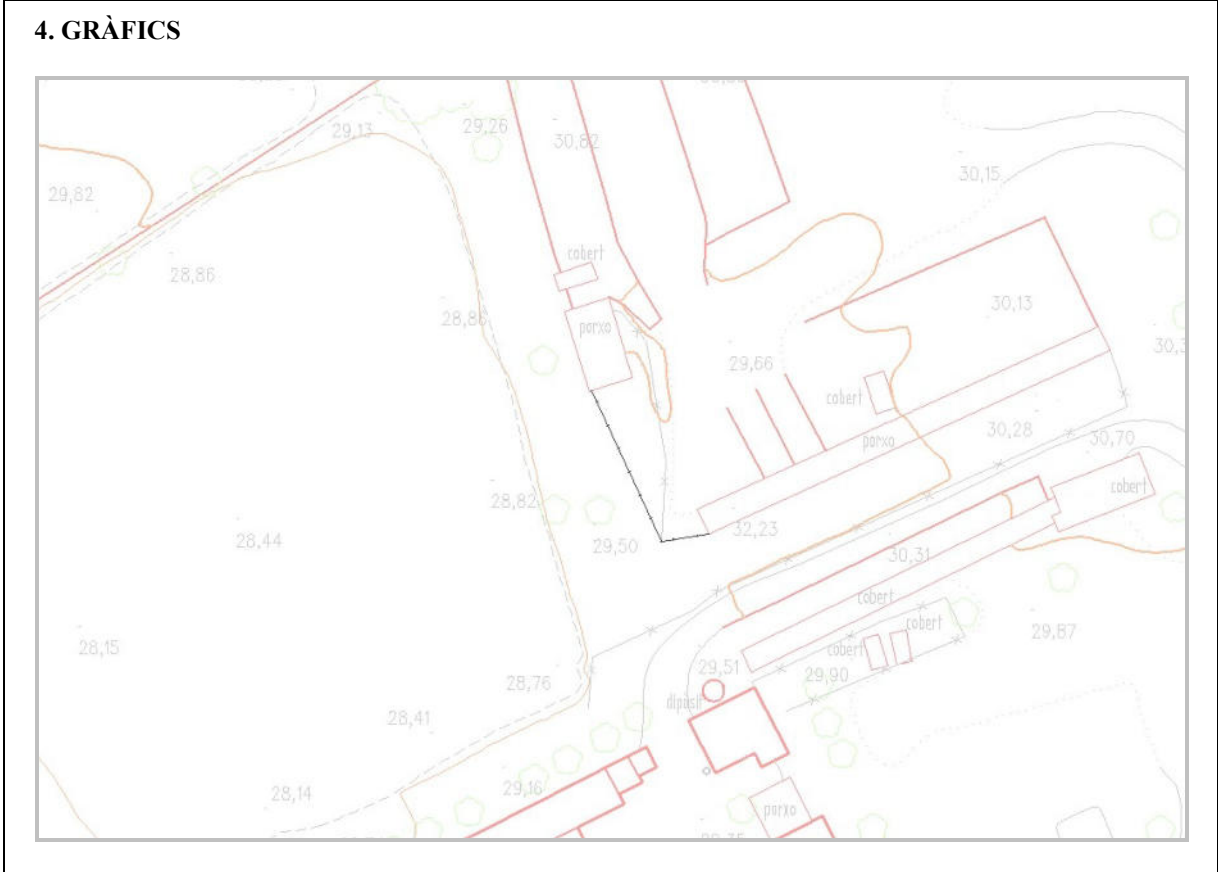 4. GRÀFICS
29,13
29,26
30,82
30,15
29,82
cobert
28,86
30,13
28,86
porxo
29,66
cobert
30,28
30,70
porxo
28,82
cobert
32,23
28,44
29,50
30,31
cobert
cobert
29,87
28,15
cobert
29,51
29,90
28,76
dipòsit
28,41
29,16
28,14
porxo